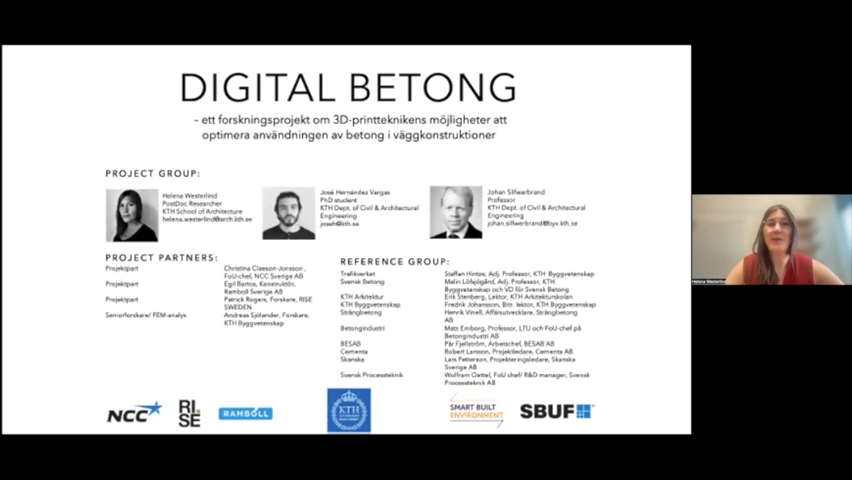 DIGITAL BETONG
– ett forskningsprojekt om 3D-printteknikens möjligheter att
optimera användningen av betong i väggkonstruktioner
PROJECT GROUP:
Helena Westerlind
PostDoc Researcher
KTH School of Architecture
helena.westerlind@arch.kth.se
José Hernández Vargas
PhD student
KTH Dept. of Civil & Architectural
Engineering
joseh@kth.se
Johan Silfwerbrand
Professor
KTH Dept. of Civil & Architectural
Engineering
johan.silfwerbrand@byv.kth.se
PROJECT PARTNERS:
Projektpart
Christina Claeson-Jonsson,
FoU-chef, NCC Sverige AB
Projektpart
Egil Bartos, Konstruktör,
Ramboll Sverige AB
Projektpart
Patrick Rogers, Forskare, RISE
SWEDEN
Seniorforskare/ FEM-analys
Andreas Sjölander, Forskare,
KTH Byggvetenskap
REFERENCE GROUP:
Trafikverket
Staffan Hintze, Adj. Professor, KTH Byggvetenskap
Svensk Betong
Malin Löfsjögård, Adj. Professor, KTH
Byggvetenskap och VD för Svensk Betong
KTH Arkitektur
Erik Stenberg, Lektor, KTH Arkitekturskolan
KTH Byggvetenskap
Fredrik Johansson, Bitr. lektor, KTH Byggvetenskap
Strängbetong
Henrik Vinell, Affärsutvecklare, Strängbetong
AB
Betongindustri
Mats Emborg, Professor, LTU och FoU-chef på
Betongindustri AB
BESAB
Pär Fjellström, Arbetschef, BESAB AB
Cementa
Robert Larsson, Projektledare, Cementa AB
Skanska
Lars Petterson, Projekteringsledare, Skanska
Sverige AB
Svensk Processteknik
Wolfram Oettel, FoU chef/ R&D manager, Svensk
Processteknik AB
NCC
RI.
SE
RAMBOLL
KTH
SMART BUILT
ENVIRONMENT
SBUF
Helena Westerlind